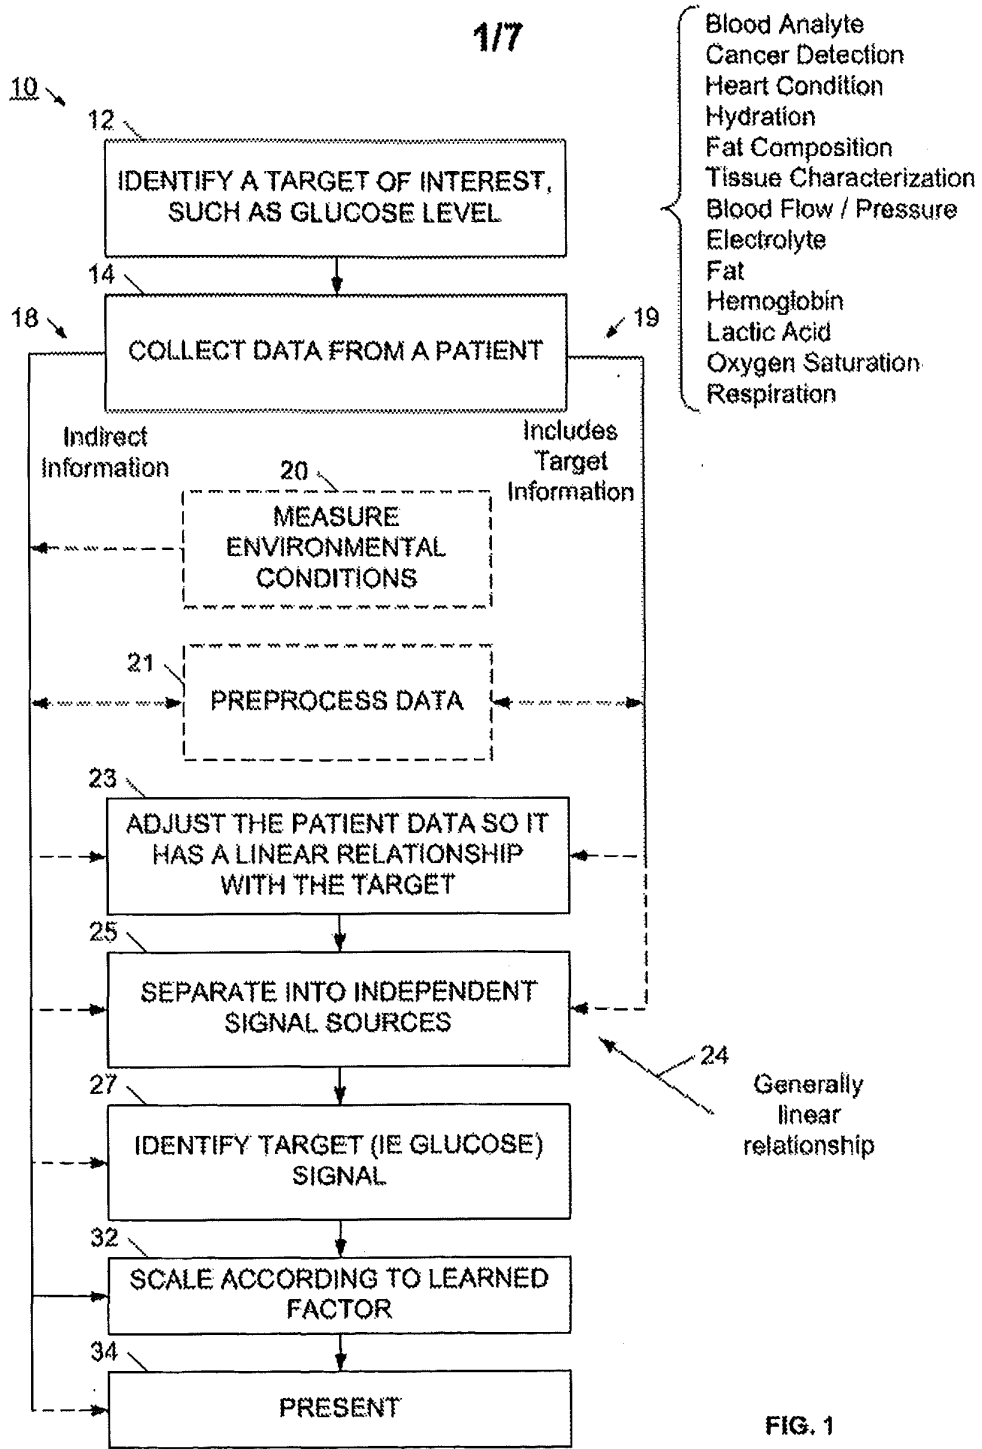 1/7
Blood Analyte
Cancer Detection
Heart Condition
Hydration
Fat Composition
Tissue Characterization
Blood Flow / Pressure
Electrolyte
Fat
Hemoglobin
Lactic Acid
Oxygen Saturation
Respiration
10
12
IDENTIFY A TARGET OF INTEREST,
SUCH AS GLUCOSE LEVEL
14
18
19
COLLECT DATA FROM A PATIENT
Indirect
Information
Includes
Target
Information
20
MEASURE
ENVIRONMENTAL
CONDITIONS
21
PREPROCESS DATA
23
ADJUST THE PATIENT DATA SO IT
HAS A LINEAR RELATIONSHIP
WITH THE TARGET
25
SEPARATE INTO INDEPENDENT
SIGNAL SOURCES
24
Generally
linear
relationship
27
IDENTIFY TARGET (IE GLUCOSE)
SIGNAL
32
SCALE ACCORDING TO LEARNED
FACTOR
34
PRESENT
FIG. 1